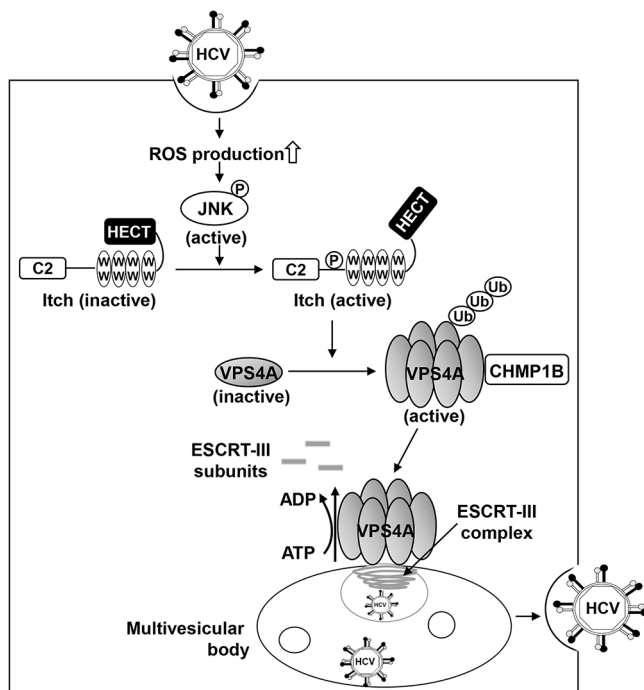 HCV
ROS production
P
JNK
(active)
HECT
C2
W W W W
W W W W
Itch (inactive)
HECT
C2
P
W W W W
W W W W
Itch (active)
Ub
Ub
Ub
VPS4A
(inactive)
VPS4A
CHMP1B
(active)
ESCRT-III
subunits
ADP
ATP
VPS4A
ESCRT-III
complex
HCV
HCV
Multivesicular
body
HCV